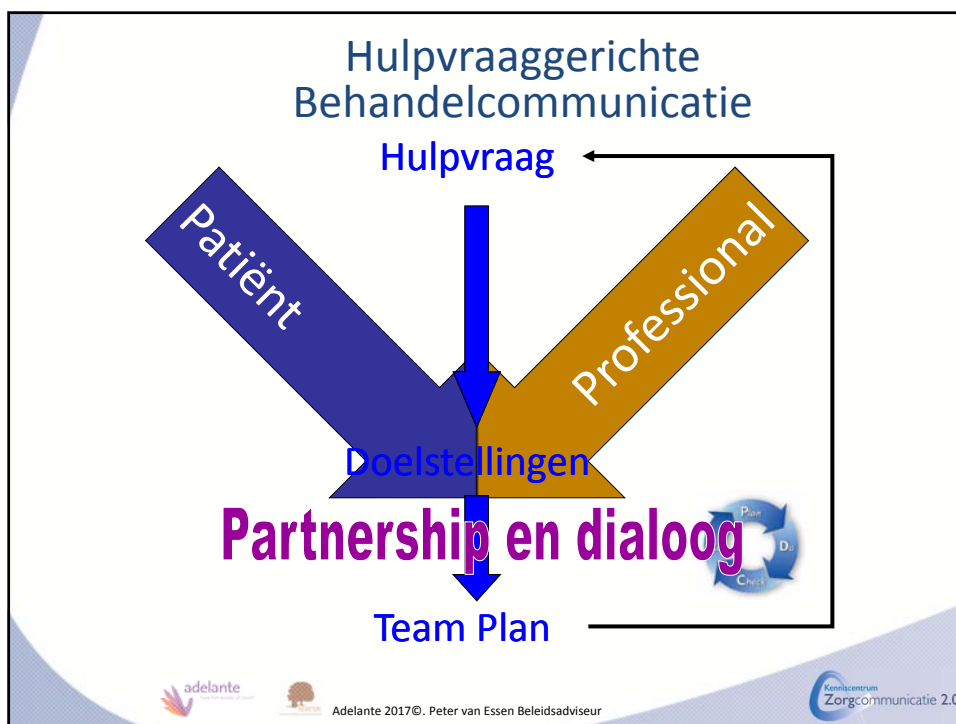 Hulpvraaggerichte
Behandelcommunicatie
Hulpvraag
Patiënt
Professional
Doelstellingen
Partnership en dialoog
Plan
Do
Check
Team Plan
adelante
Adelante 2017©. Peter van Essen Beleidsadviseur
Kenniscentrum
Zorgcommunicatie 2.0